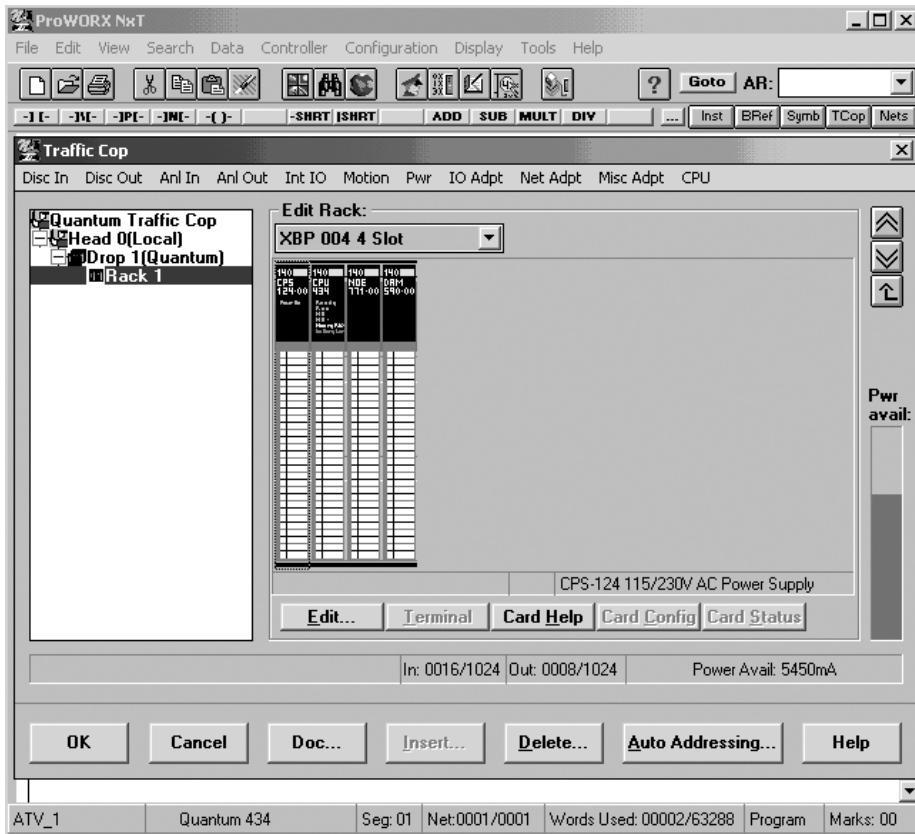 ProWORX NxT
File Edit View Search Data Controller Configuration Display Tools Help
? Goto AR:
-] [- -]\[- -]P[- -]N[- -( )- -SHRT |SHRT ADD SUB MULT DIV ... Inst BRef Symb TCop Nets
Traffic Cop
Disc In Disc Out Anl In Anl Out Int IO Motion Pwr IO Adpt Net Adpt Misc Adpt CPU
Quantum Traffic Cop
Head 0(Local)
Drop 1(Quantum)
Rack 1
Edit Rack:
XBP 004 4 Slot
140 140 140 140
CPS CPU NOE DAM
124-00 434 771-00 590-00
Pwr
avail:
CPS-124 115/230V AC Power Supply
Edit... Terminal Card Help Card Config Card Status
In: 0016/1024 Out: 0008/1024 Power Avail: 5450mA
OK Cancel Doc... Insert... Delete... Auto Addressing... Help
ATV_1 Quantum 434 Seg: 01 Net:0001/0001 Words Used: 00002/63288 Program Marks: 00